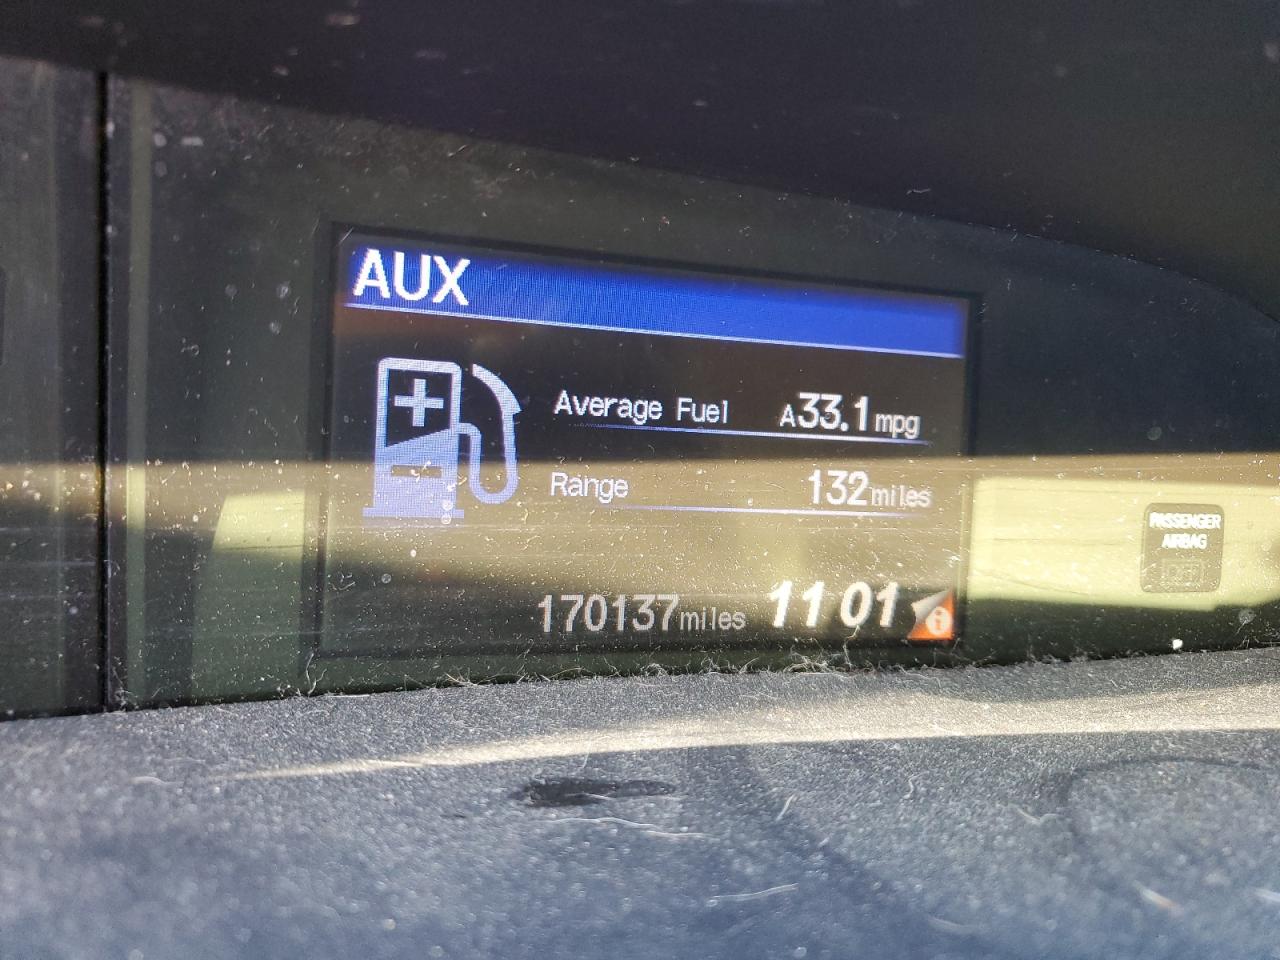 AUX
Average Fuel A33.1mpg
Range 132miles
170137miles 11 01
PASSENGER
AIRBAG